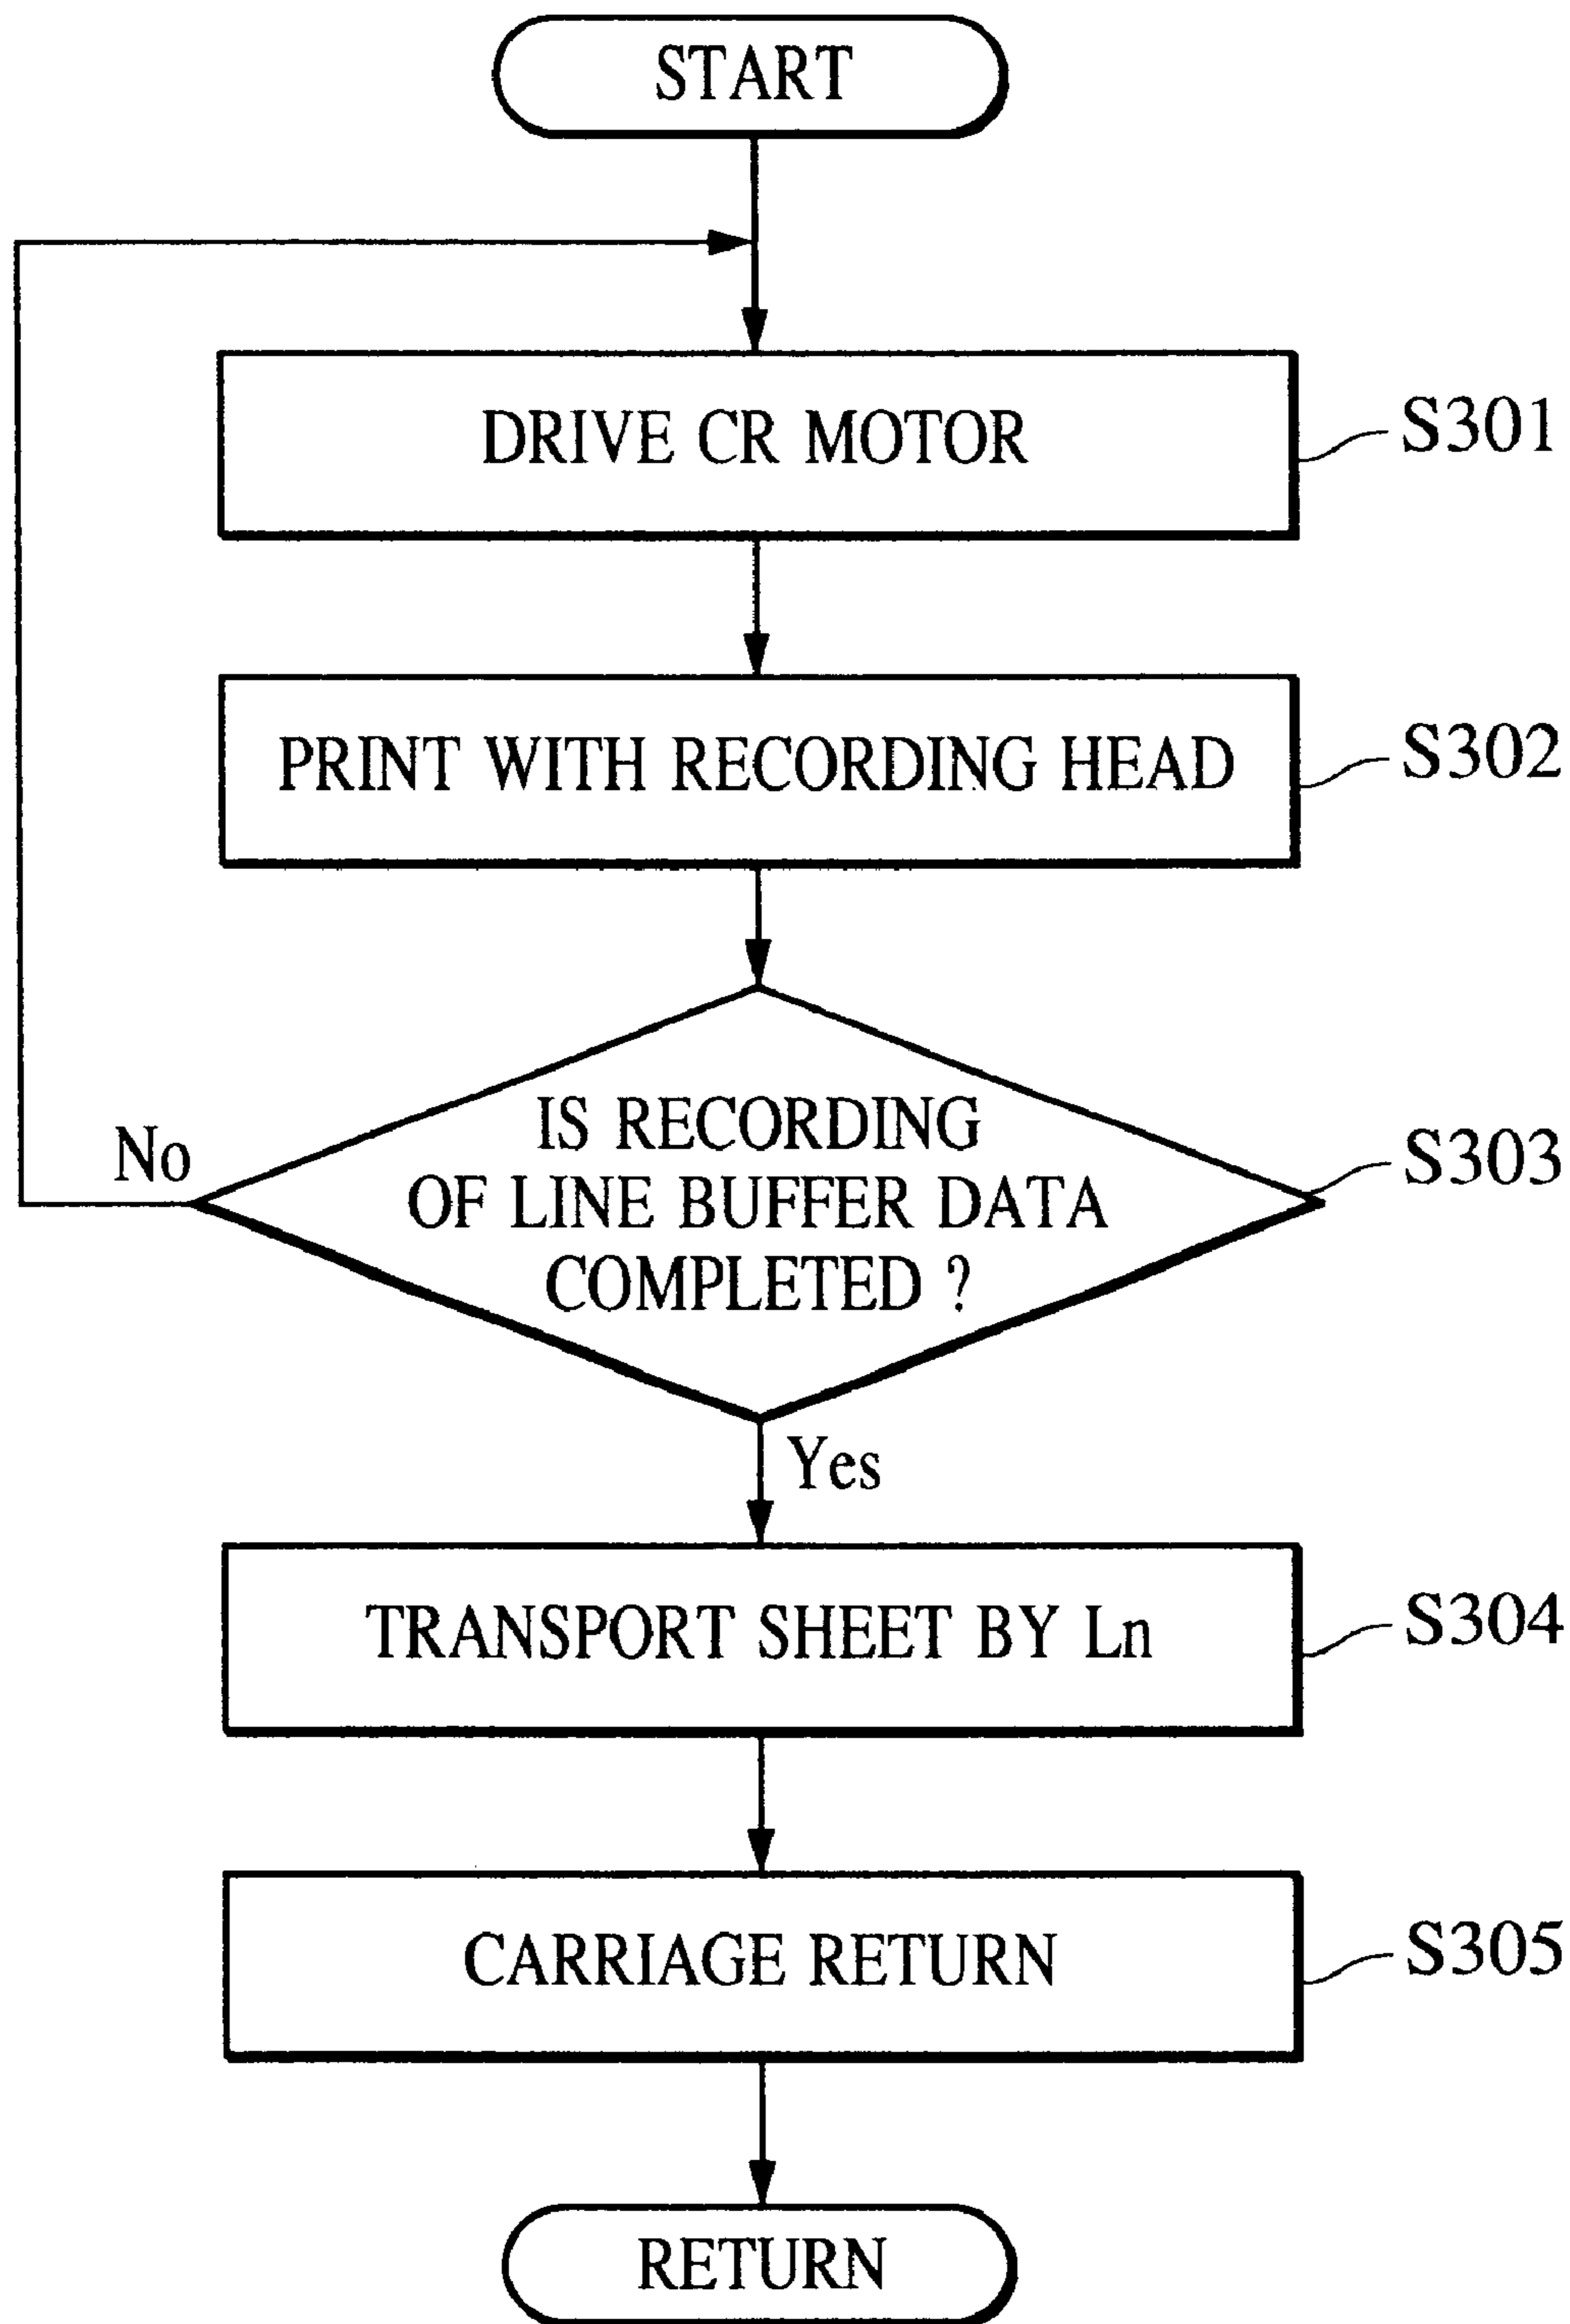 START
DRIVE CR MOTOR
S301
PRINT WITH RECORDING HEAD
S302
IS RECORDING
OF LINE BUFFER DATA
COMPLETED ?
S303
No
Yes
TRANSPORT SHEET BY Ln
S304
CARRIAGE RETURN
S305
RETURN